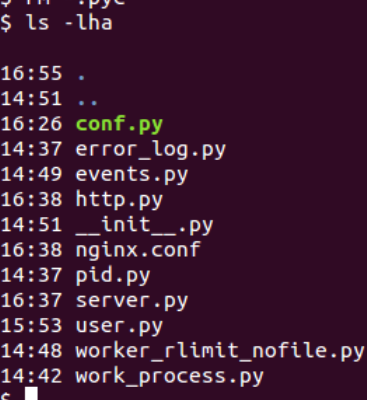 $ ls -lha
16:55 .
14:51 ..
16:26 conf.py
14:37 error_log.py
14:49 events.py
16:38 http.py
14:51 __init__.py
16:38 nginx.conf
14:37 pid.py
16:37 server.py
15:53 user.py
14:48 worker_rlimit_nofile.py
14:42 work_process.py
$